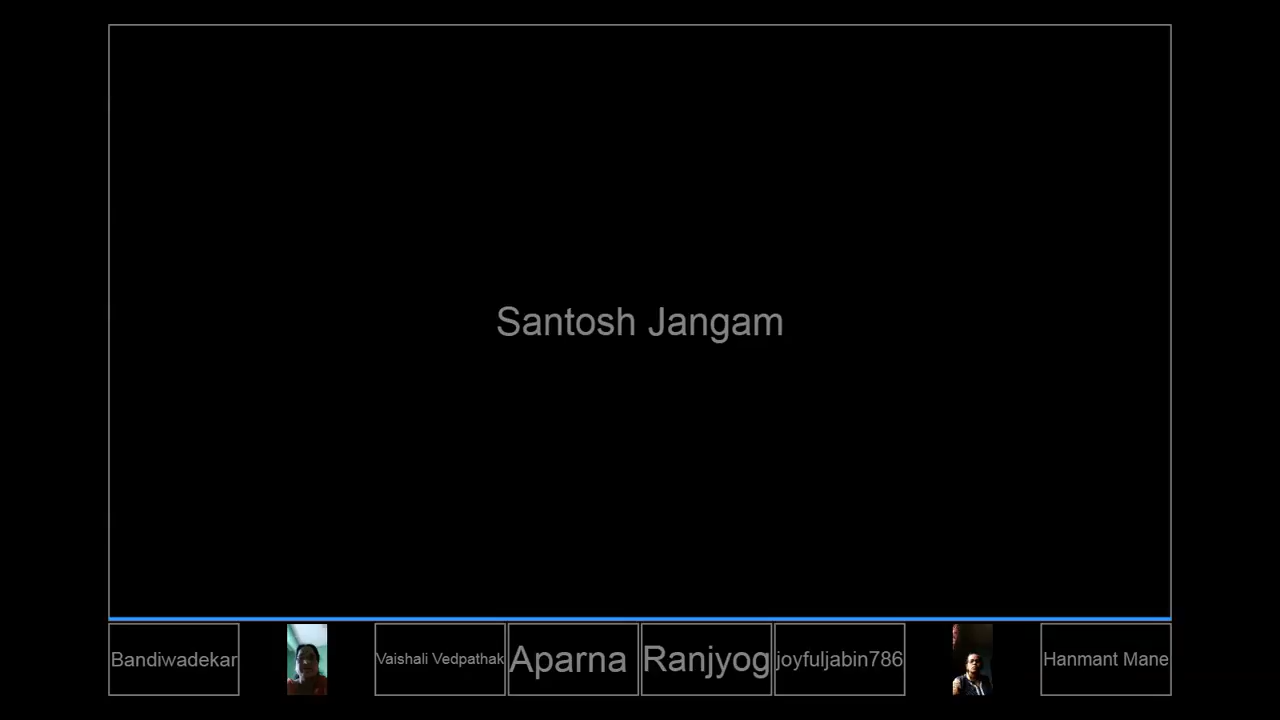 Santosh Jangam
Bandiwadekar
Vaishali Vedpathak
Aparna
Ranjyog
joyfuljabin786
Hanmant Mane